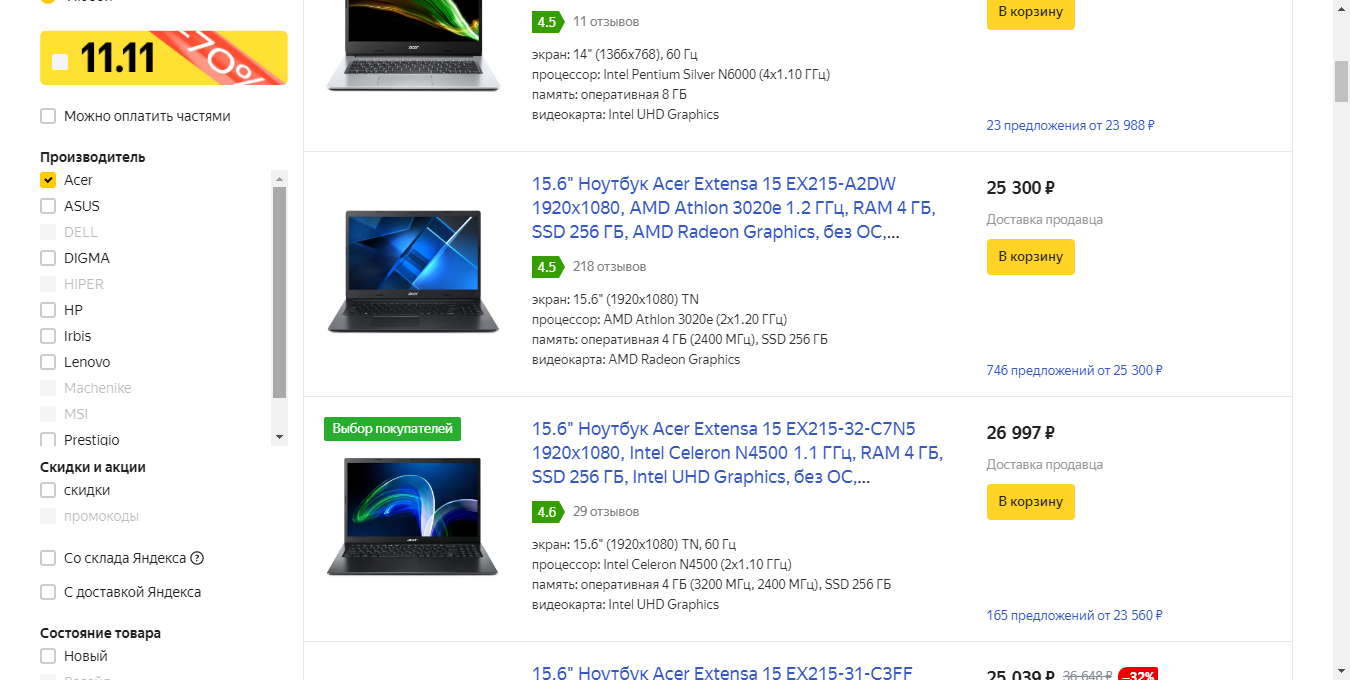 11.11
-70%
Можно оплатить частями
Производитель
Acer
ASUS
DELL
DIGMA
HIPER
HP
Irbis
Lenovo
Machenike
MSI
Prestigio
Скидки и акции
скидки
промокоды
Со склада Яндекса ?
С доставкой Яндекса
Состояние товара
Новый
acer
4.5 11 отзывов
экран: 14" (1366x768), 60 Гц
процессор: Intel Pentium Silver N6000 (4x1.10 ГГц)
память: оперативная 8 ГБ
видеокарта: Intel UHD Graphics
В корзину
23 предложения от 23 988 ₽
acer
15.6" Ноутбук Acer Extensa 15 EX215-A2DW
1920x1080, AMD Athlon 3020e 1.2 ГГц, RAM 4 ГБ,
SSD 256 ГБ, AMD Radeon Graphics, без ОС,...
4.5 218 отзывов
экран: 15.6" (1920x1080) TN
процессор: AMD Athlon 3020e (2x1.20 ГГц)
память: оперативная 4 ГБ (2400 МГц), SSD 256 ГБ
видеокарта: AMD Radeon Graphics
25 300 ₽
Доставка продавца
В корзину
746 предложений от 25 300 ₽
Выбор покупателей
acer
15.6" Ноутбук Acer Extensa 15 EX215-32-C7N5
1920x1080, Intel Celeron N4500 1.1 ГГц, RAM 4 ГБ,
SSD 256 ГБ, Intel UHD Graphics, без ОС,...
4.6 29 отзывов
экран: 15.6" (1920x1080) TN, 60 Гц
процессор: Intel Celeron N4500 (2x1.10 ГГц)
память: оперативная 4 ГБ (3200 МГц, 2400 МГц), SSD 256 ГБ
видеокарта: Intel UHD Graphics
26 997 ₽
Доставка продавца
В корзину
165 предложений от 23 560 ₽
15.6" Ноутбук Acer Extensa 15 EX215-31-C3FF
25 039 ₽ 36 648 ₽ –32%